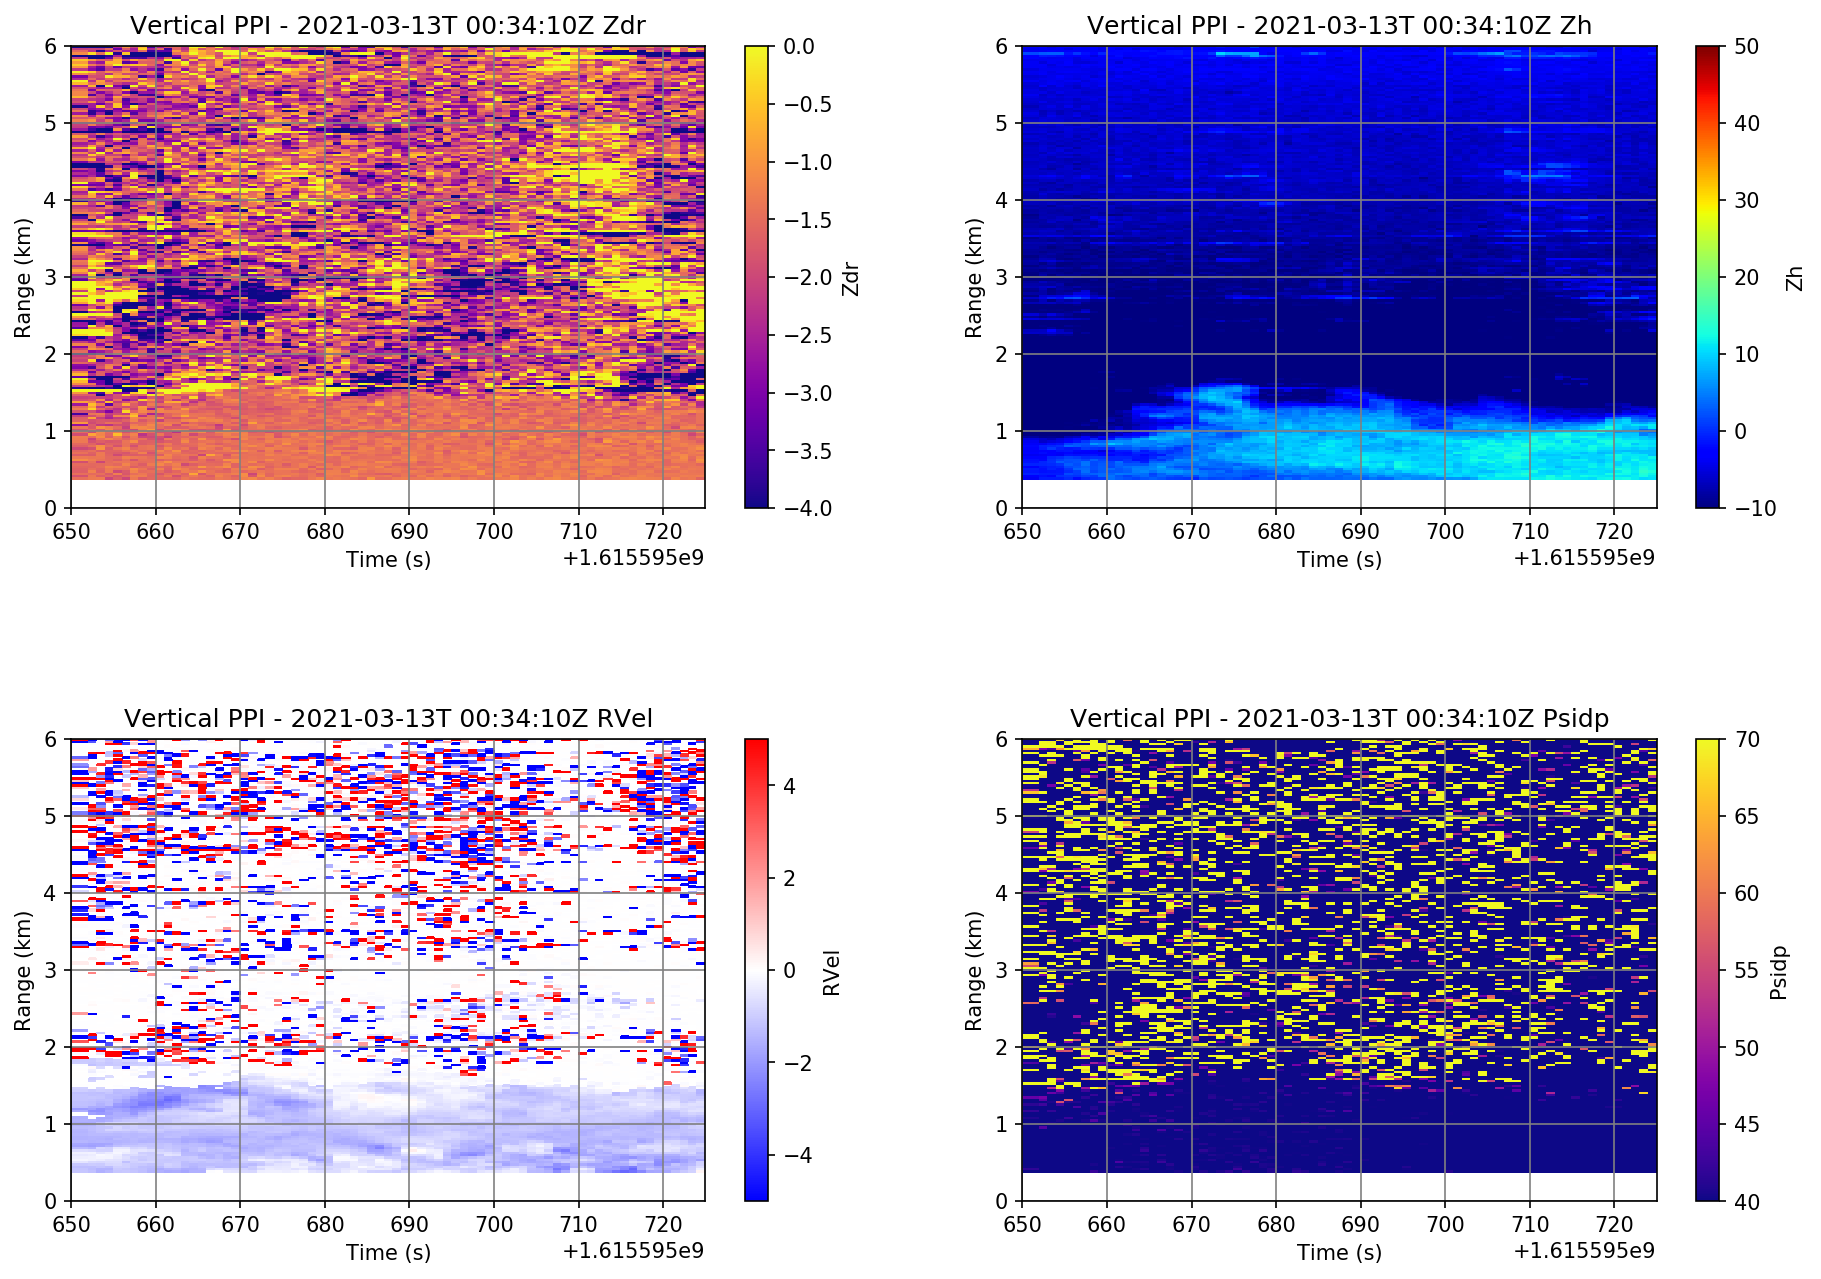 Vertical PPI - 2021-03-13T 00:34:10Z Zdr
6
5
4
3
2
1
0
Range (km)
650 660 670 680 690 700 710 720
Time (s)
+1.615595e9
0.0
−0.5
−1.0
−1.5
−2.0
−2.5
−3.0
−3.5
−4.0
Zdr
Vertical PPI - 2021-03-13T 00:34:10Z Zh
6
5
4
3
2
1
0
Range (km)
650 660 670 680 690 700 710 720
Time (s)
+1.615595e9
50
40
30
20
10
0
−10
Zh
Vertical PPI - 2021-03-13T 00:34:10Z RVel
6
5
4
3
2
1
0
Range (km)
650 660 670 680 690 700 710 720
Time (s)
+1.615595e9
4
2
0
−2
−4
RVel
Vertical PPI - 2021-03-13T 00:34:10Z Psidp
6
5
4
3
2
1
0
Range (km)
650 660 670 680 690 700 710 720
Time (s)
+1.615595e9
70
65
60
55
50
45
40
Psidp